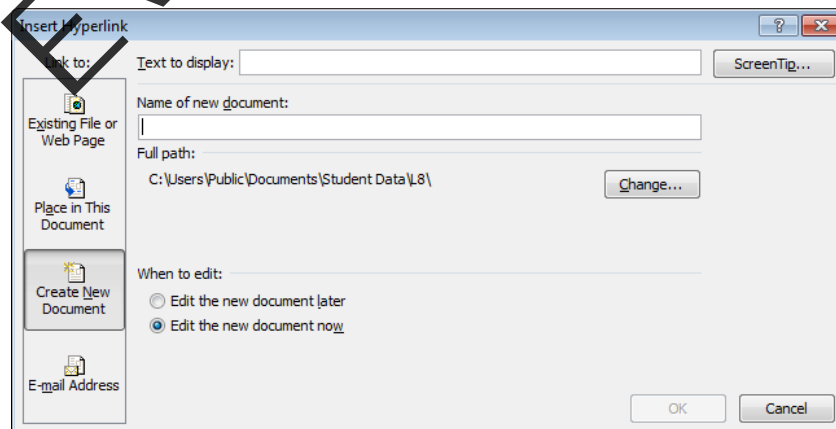 Insert Hyperlink
Link to:
Text to display:
ScreenTip...
Existing File or
Web Page
Place in This
Document
Create New
Document
E-mail Address
Name of new document:
Full path:
C:\Users\Public\Documents\Student Data\L8\
Change...
When to edit:
Edit the new document later
Edit the new document now
OK
Cancel